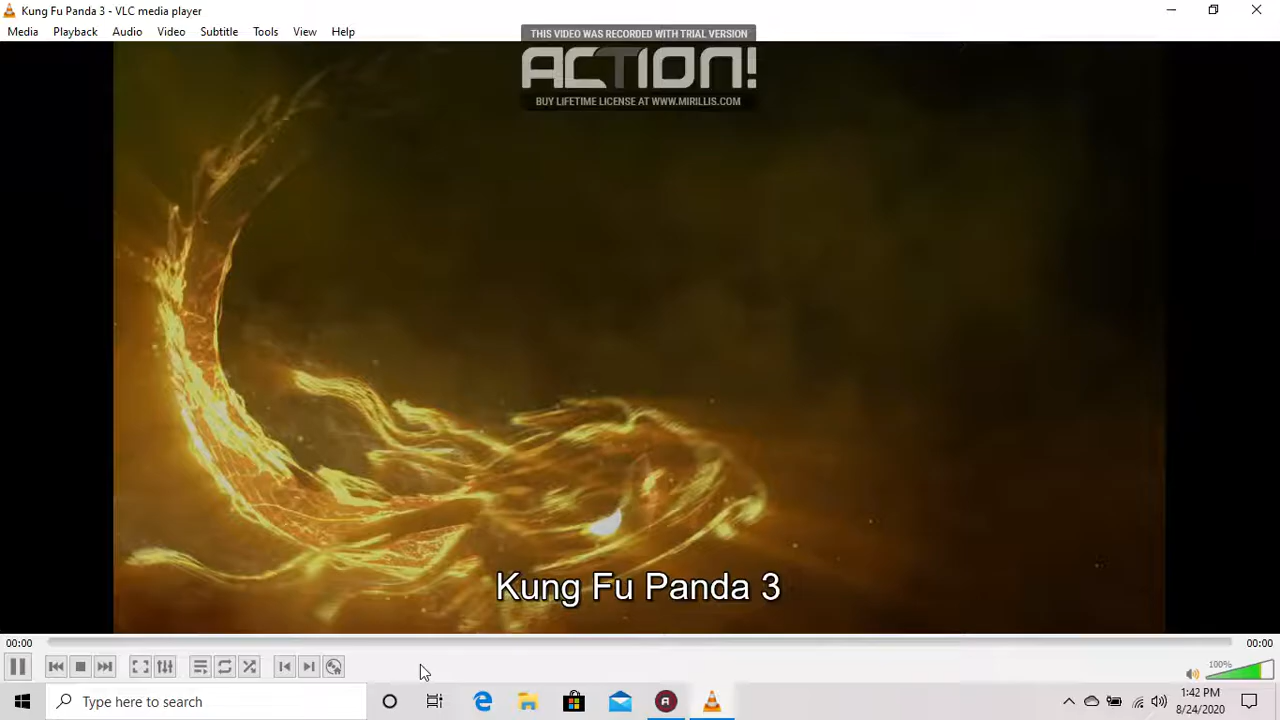 Kung Fu Panda 3 - VLC media player
Media Playback Audio Video Subtitle Tools View Help
THIS VIDEO WAS RECORDED WITH TRIAL VERSION
ACTION!
BUY LIFETIME LICENSE AT WWW.MIRILLIS.COM
Kung Fu Panda 3
00:00 00:00
100%
Type here to search
1:42 PM
8/24/2020